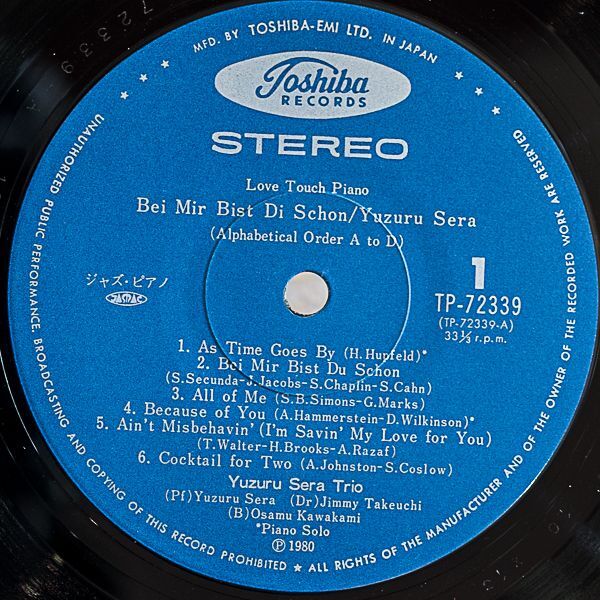 MFD. BY TOSHIBA-EMI LTD. IN JAPAN
Toshiba
RECORDS
STEREO
Love Touch Piano
Bei Mir Bist Di Schon/Yuzuru Sera
(Alphabetical Order A to D)
ジャズ・ピアノ
JASRAC
1
TP-72339
(TP-72339-A)
33⅓ r.p.m.
1. As Time Goes By (H. Hupfeld)*
2. Bei Mir Bist Du Schon
(S.Secunda-J.Jacobs-S.Chaplin-S.Cahn)
3. All of Me (S.B.Simons-G.Marks)
4. Because of You (A.Hammerstein-D.Wilkinson)*
5. Ain't Misbehavin' (I'm Savin' My Love for You)
(T.Walter-H.Brooks-A.Razaf)
6. Cocktail for Two (A.Johnston-S.Coslow)
Yuzuru Sera Trio
(Pf)Yuzuru Sera (Dr)Jimmy Takeuchi
(B)Osamu Kawakami
*Piano Solo
Ⓟ 1980
UNAUTHORIZED PUBLIC PERFORMANCE, BROADCASTING AND COPYING OF THIS RECORD PROHIBITED ★ ALL RIGHTS OF THE MANUFACTURER AND OF THE OWNER OF THE RECORDED WORK ARE RESERVED
72339